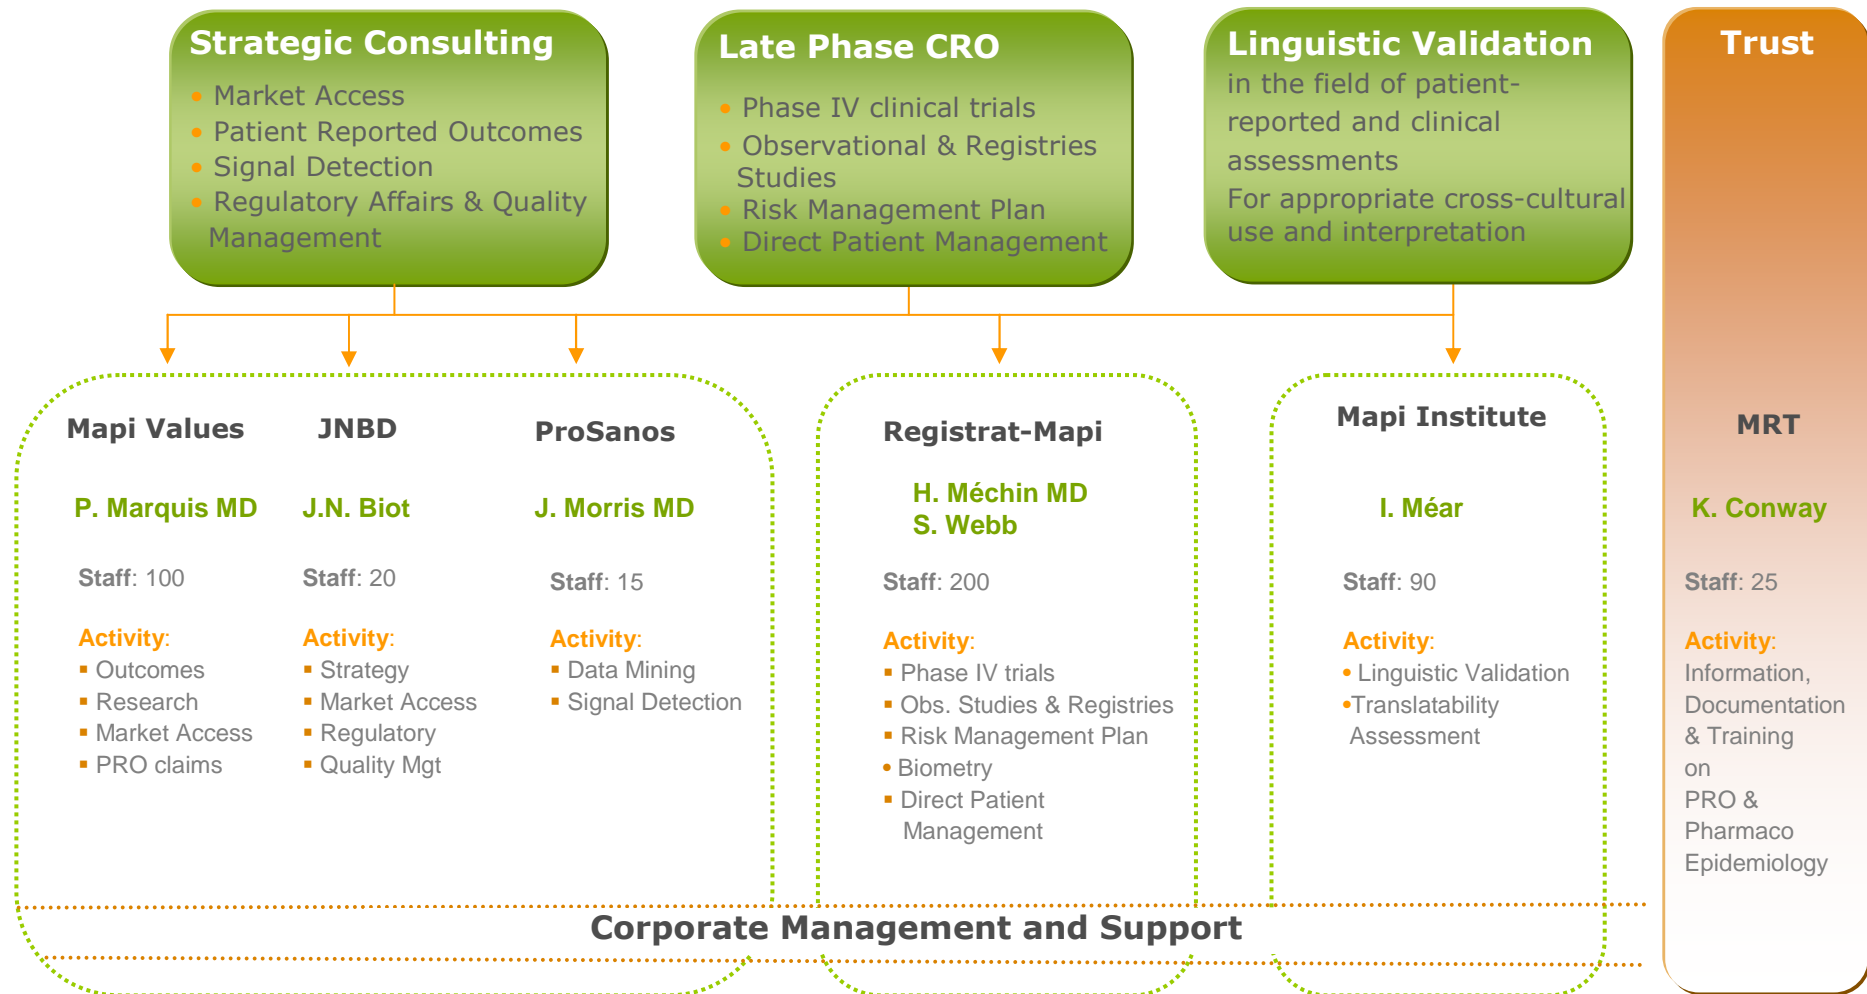 Strategic Consulting
• Market Access
• Patient Reported Outcomes
• Signal Detection
• Regulatory Affairs & Quality
Management
Late Phase CRO
• Phase IV clinical trials
• Observational & Registries
Studies
• Risk Management Plan
• Direct Patient Management
Linguistic Validation
in the field of patient-
reported and clinical
assessments
For appropriate cross-cultural
use and interpretation
Trust
Mapi Values
P. Marquis MD
Staff: 100
Activity:
▪ Outcomes
▪ Research
▪ Market Access
▪ PRO claims
JNBD
J.N. Biot
Staff: 20
Activity:
▪ Strategy
▪ Market Access
▪ Regulatory
▪ Quality Mgt
ProSanos
J. Morris MD
Staff: 15
Activity:
▪ Data Mining
▪ Signal Detection
Registrat-Mapi
H. Méchin MD
S. Webb
Staff: 200
Activity:
▪ Phase IV trials
▪ Obs. Studies & Registries
▪ Risk Management Plan
• Biometry
▪ Direct Patient
Management
Mapi Institute
I. Méar
Staff: 90
Activity:
• Linguistic Validation
•Translatability
Assessment
MRT
K. Conway
Staff: 25
Activity:
Information,
Documentation
& Training
on
PRO &
Pharmaco
Epidemiology
Corporate Management and Support